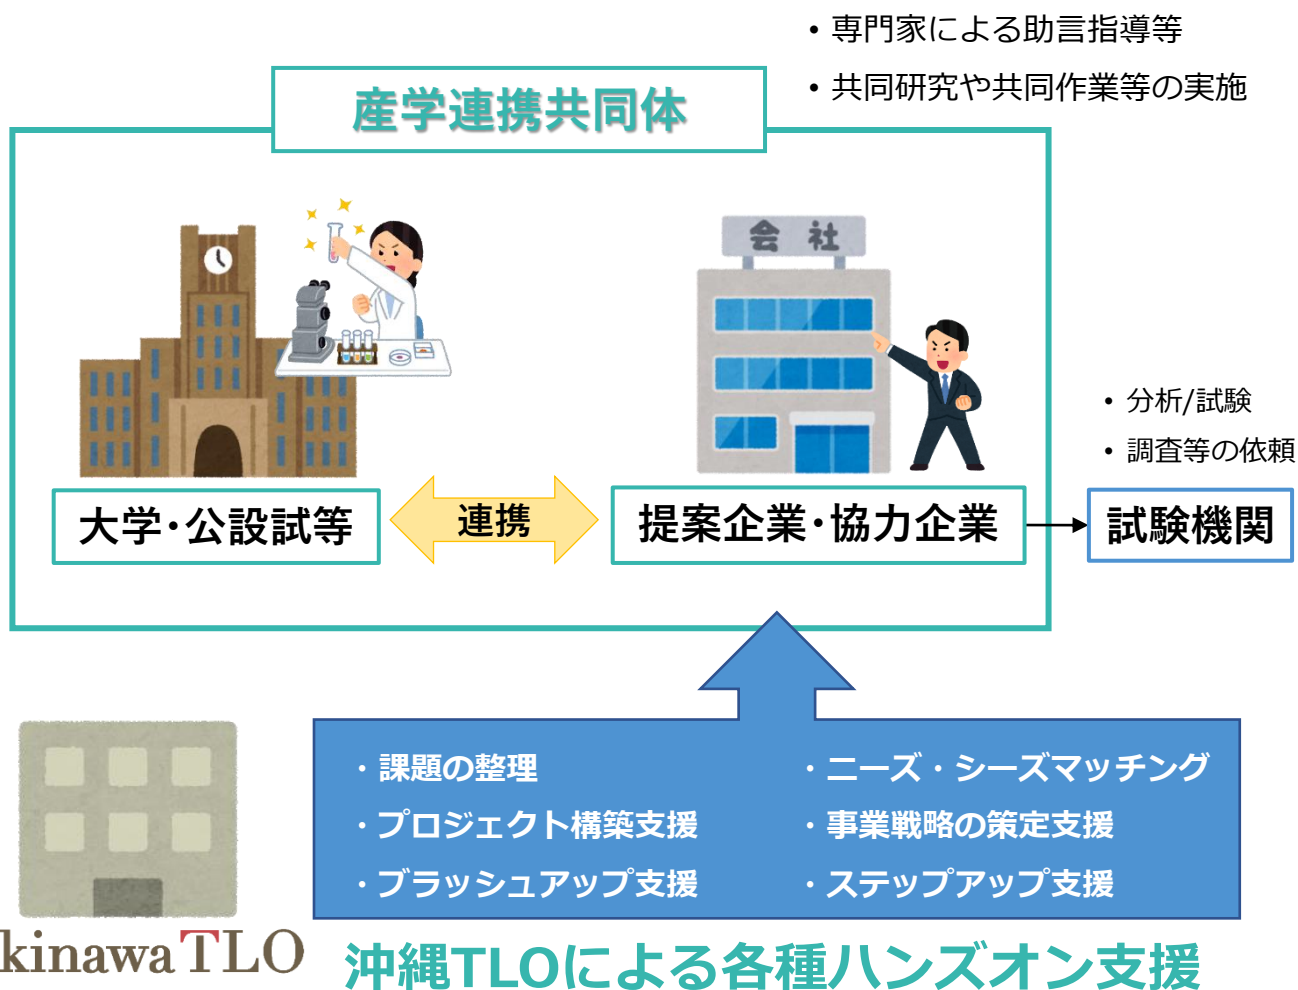 • 専門家による助言指導等
• 共同研究や共同作業等の実施
産学連携共同体
会 社
• 分析/試験
• 調査等の依頼
大学・公設試等
連携
提案企業・協力企業
試験機関
・課題の整理
・ニーズ・シーズマッチング
・プロジェクト構築支援
・事業戦略の策定支援
・ブラッシュアップ支援
・ステップアップ支援
kinawa TLO
沖縄TLOによる各種ハンズオン支援